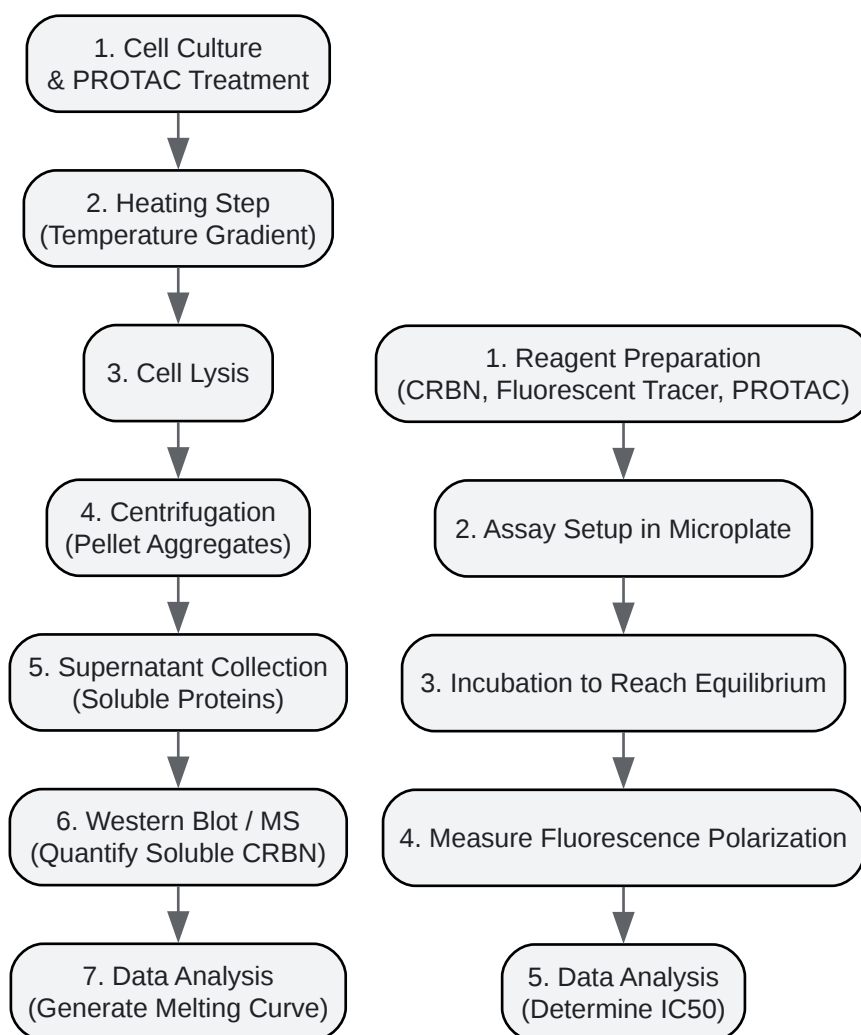 1. Cell Culture
& PROTAC Treatment
2. Heating Step
(Temperature Gradient)
3. Cell Lysis
4. Centrifugation
(Pellet Aggregates)
5. Supernatant Collection
(Soluble Proteins)
6. Western Blot / MS
(Quantify Soluble CRBN)
7. Data Analysis
(Generate Melting Curve)
1. Reagent Preparation
(CRBN, Fluorescent Tracer, PROTAC)
2. Assay Setup in Microplate
3. Incubation to Reach Equilibrium
4. Measure Fluorescence Polarization
5. Data Analysis
(Determine IC50)